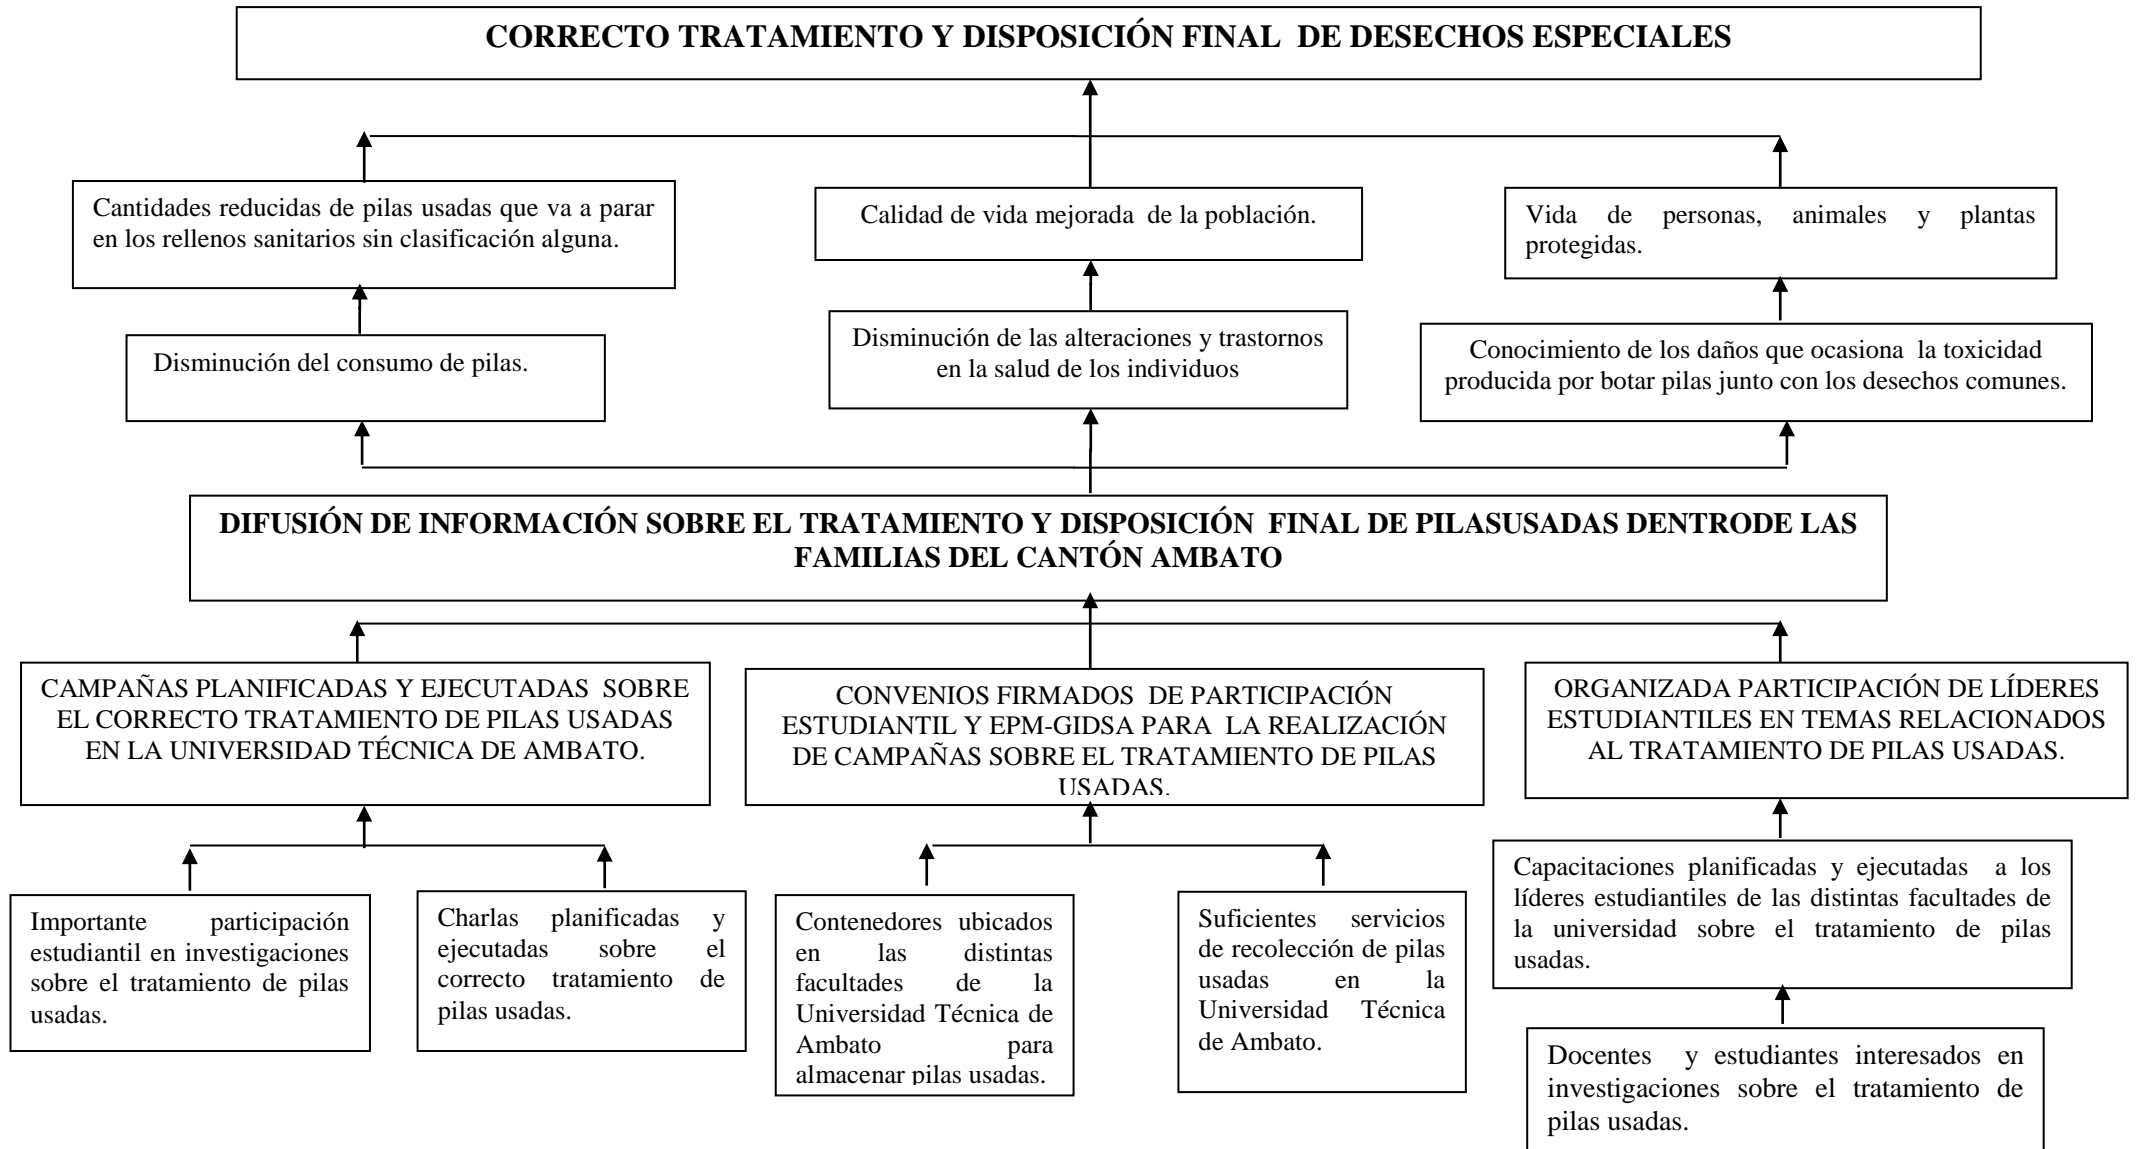 CORRECTO TRATAMIENTO Y DISPOSICIÓN FINAL DE DESECHOS ESPECIALES
Cantidades reducidas de pilas usadas que va a parar
en los rellenos sanitarios sin clasificación alguna.
Calidad de vida mejorada de la población.
Vida de personas, animales y plantas
protegidas.
Disminución del consumo de pilas.
Disminución de las alteraciones y trastornos
en la salud de los individuos
Conocimiento de los daños que ocasiona la toxicidad
producida por botar pilas junto con los desechos comunes.
DIFUSIÓN DE INFORMACIÓN SOBRE EL TRATAMIENTO Y DISPOSICIÓN FINAL DE PILASUSADAS DENTRODE LAS
FAMILIAS DEL CANTÓN AMBATO
CAMPAÑAS PLANIFICADAS Y EJECUTADAS SOBRE
EL CORRECTO TRATAMIENTO DE PILAS USADAS
EN LA UNIVERSIDAD TÉCNICA DE AMBATO.
CONVENIOS FIRMADOS DE PARTICIPACIÓN
ESTUDIANTIL Y EPM-GIDSA PARA LA REALIZACIÓN
DE CAMPAÑAS SOBRE EL TRATAMIENTO DE PILAS
USADAS.
ORGANIZADA PARTICIPACIÓN DE LÍDERES
ESTUDIANTILES EN TEMAS RELACIONADOS
AL TRATAMIENTO DE PILAS USADAS.
Importante participación
estudiantil en investigaciones
sobre el tratamiento de pilas
usadas.
Charlas planificadas y
ejecutadas sobre el
correcto tratamiento de
pilas usadas.
Contenedores ubicados
en las distintas
facultades de la
Universidad Técnica de
Ambato para
almacenar pilas usadas.
Suficientes servicios
de recolección de pilas
usadas en la
Universidad Técnica
de Ambato.
Capacitaciones planificadas y ejecutadas a los
líderes estudiantiles de las distintas facultades de
la universidad sobre el tratamiento de pilas
usadas.
Docentes y estudiantes interesados en
investigaciones sobre el tratamiento de
pilas usadas.